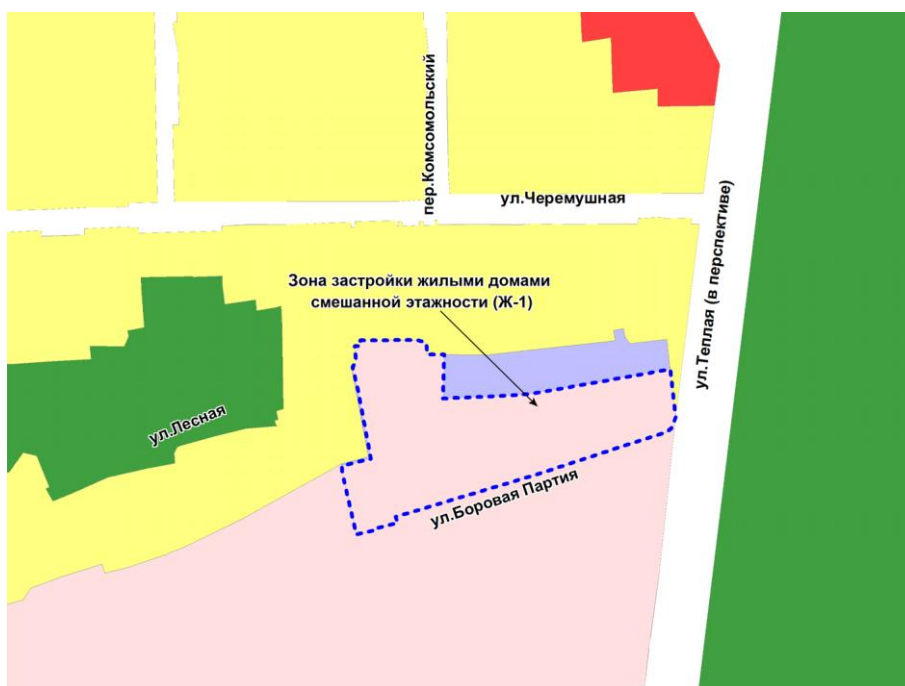 пер.Комсомольский
ул.Черемушная
ул.Теплая (в перспективе)
Зона застройки жилыми домами
смешанной этажности (Ж-1)
ул.Лесная
ул.Боровая Партия